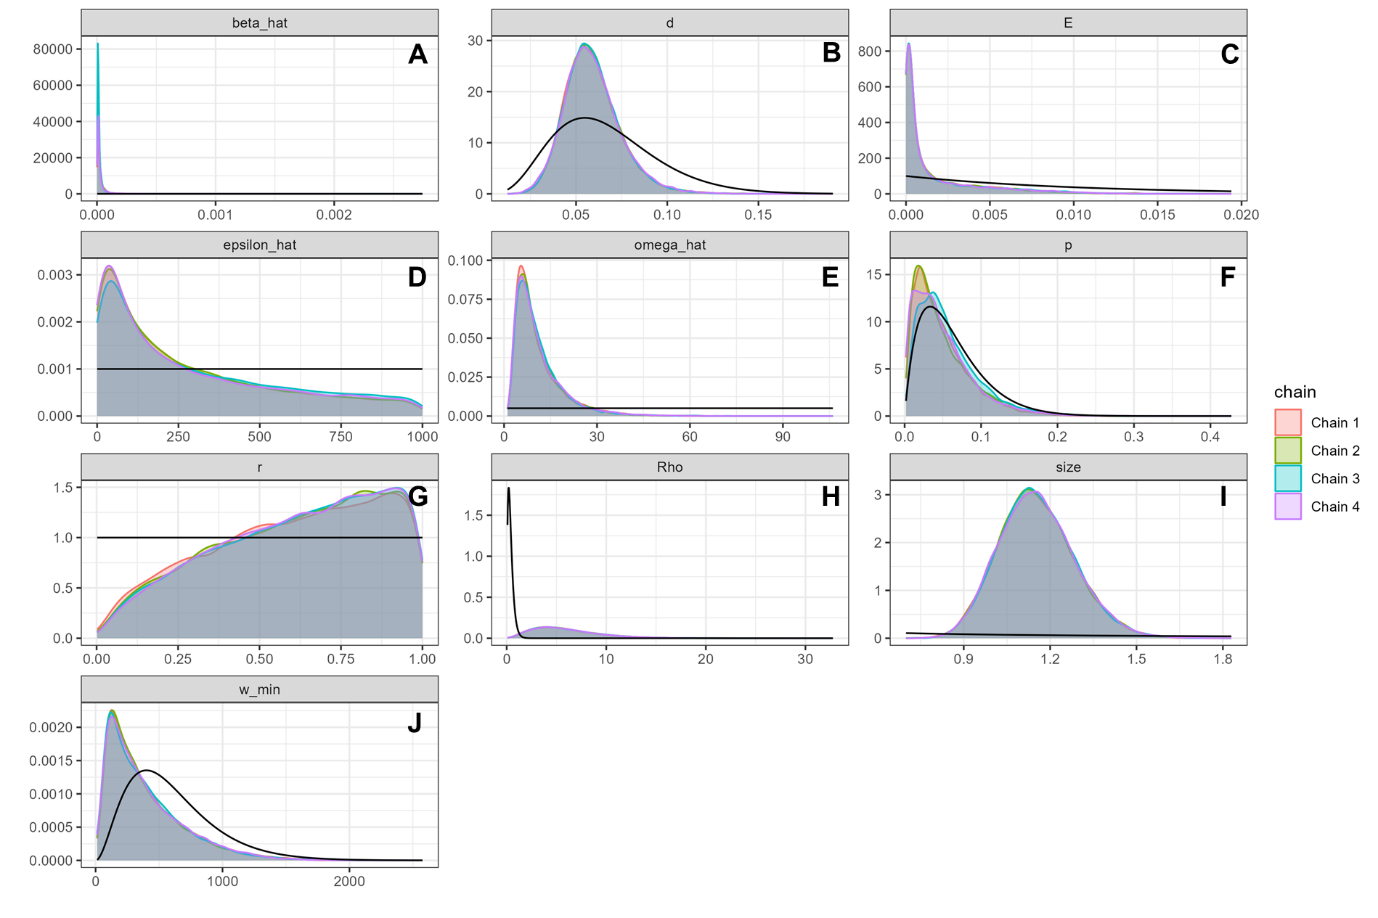 beta_hat
A
80000
60000
40000
20000
0
0.000 0.001 0.002
d
B
30
20
10
0
0.05 0.10 0.15
E
C
800
600
400
200
0
0.000 0.005 0.010 0.015 0.020
epsilon_hat
D
0.003
0.002
0.001
0.000
0 250 500 750 1000
omega_hat
E
0.100
0.075
0.050
0.025
0.000
0 30 60 90
p
F
15
10
5
0
0.0 0.1 0.2 0.3 0.4
r
G
1.5
1.0
0.5
0.0
0.00 0.25 0.50 0.75 1.00
Rho
H
1.5
1.0
0.5
0.0
0 10 20 30
size
I
3
2
1
0
0.9 1.2 1.5 1.8
w_min
J
0.0020
0.0015
0.0010
0.0005
0.0000
0 1000 2000
chain
Chain 1
Chain 2
Chain 3
Chain 4